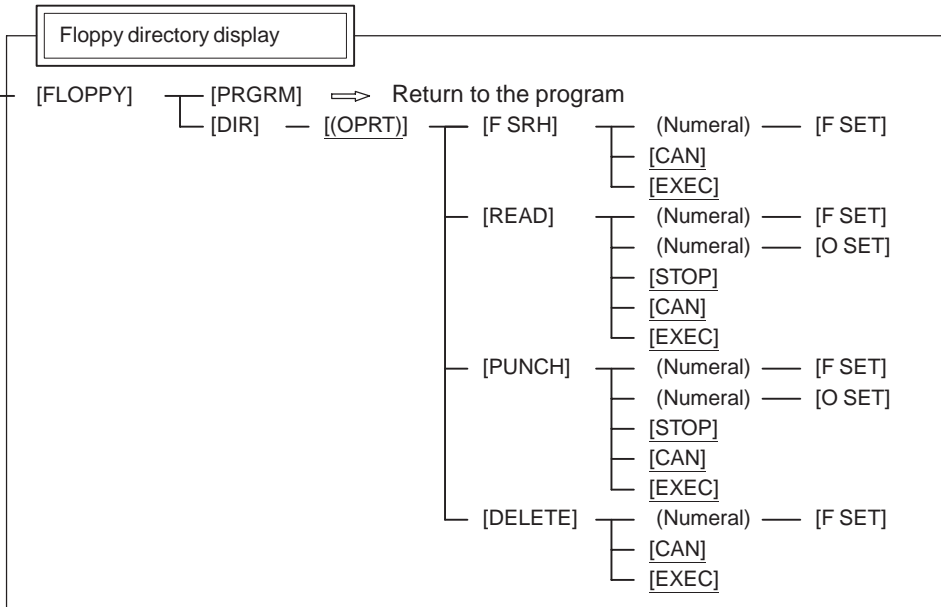 Floppy directory display
[FLOPPY] [PRGRM] Return to the program
[DIR] [(OPRT)] [F SRH] (Numeral) [F SET]
[CAN]
[EXEC]
[READ] (Numeral) [F SET]
(Numeral) [O SET]
[STOP]
[CAN]
[EXEC]
[PUNCH] (Numeral) [F SET]
(Numeral) [O SET]
[STOP]
[CAN]
[EXEC]
[DELETE] (Numeral) [F SET]
[CAN]
[EXEC]